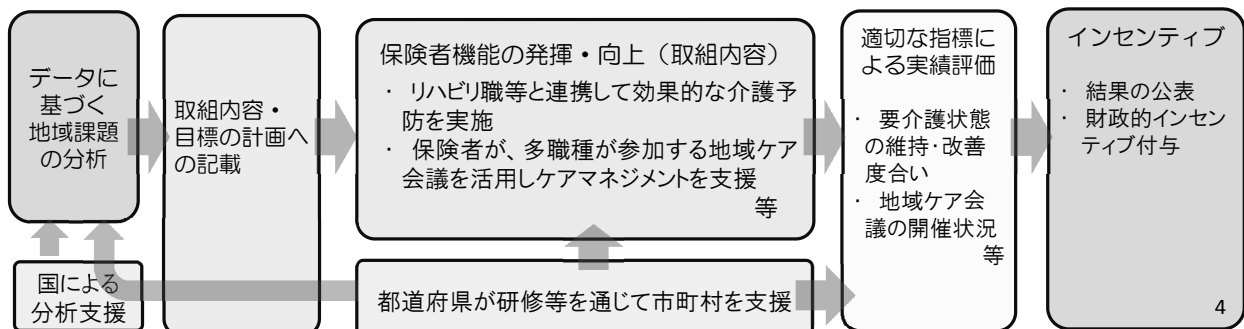 データに
基づく
地域課題
の分析
取組内容・
目標の計画へ
の記載
保険者機能の発揮・向上（取組内容）
・ リハビリ職等と連携して効果的な介護予
防を実施
・ 保険者が、多職種が参加する地域ケア
会議を活用しケアマネジメントを支援
等
適切な指標に
よる実績評価
・ 要介護状態
の維持・改善
度合い
・ 地域ケア会
議の開催状況
等
インセンティブ
・ 結果の公表
・ 財政的インセン
ティブ付与
国による
分析支援
都道府県が研修等を通じて市町村を支援
4